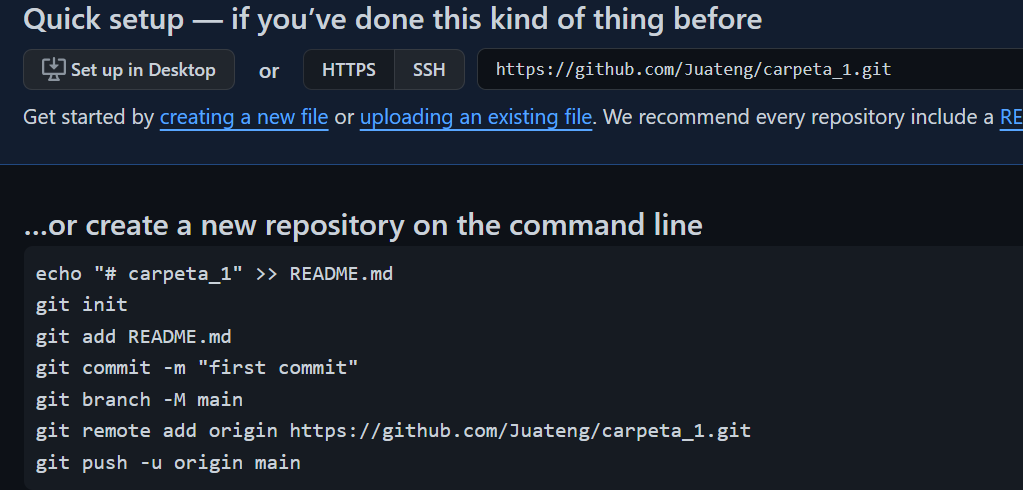 Quick setup — if you’ve done this kind of thing before
Set up in Desktop or HTTPS SSH https://github.com/Juateng/carpeta_1.git
Get started by creating a new file or uploading an existing file. We recommend every repository include a
…or create a new repository on the command line
echo "# carpeta_1" >> README.md
git init
git add README.md
git commit -m "first commit"
git branch -M main
git remote add origin https://github.com/Juateng/carpeta_1.git
git push -u origin main